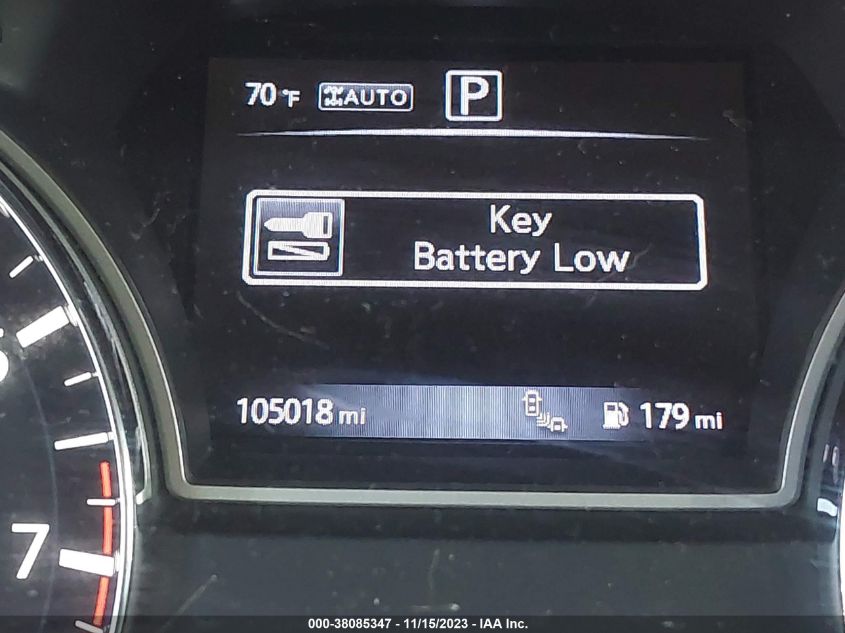 70 °F AUTO P
Key
Battery Low
105018 mi 179 mi
7
000-38085347 - 11/15/2023 - IAA Inc.